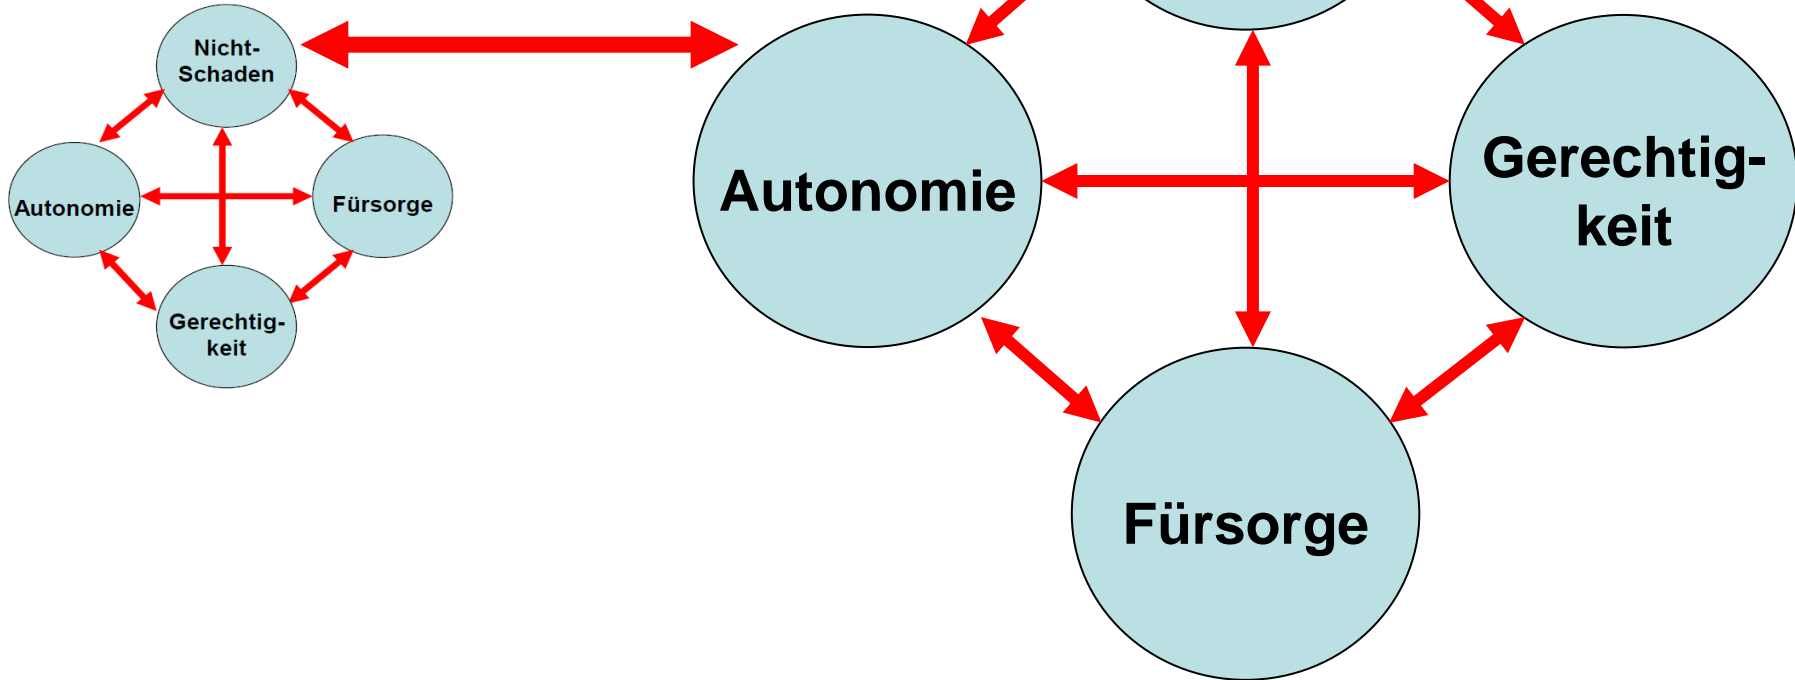 Nicht-
Schaden
Autonomie
Fürsorge
Gerechtig-
keit
Autonomie
Gerechtig-
keit
Fürsorge